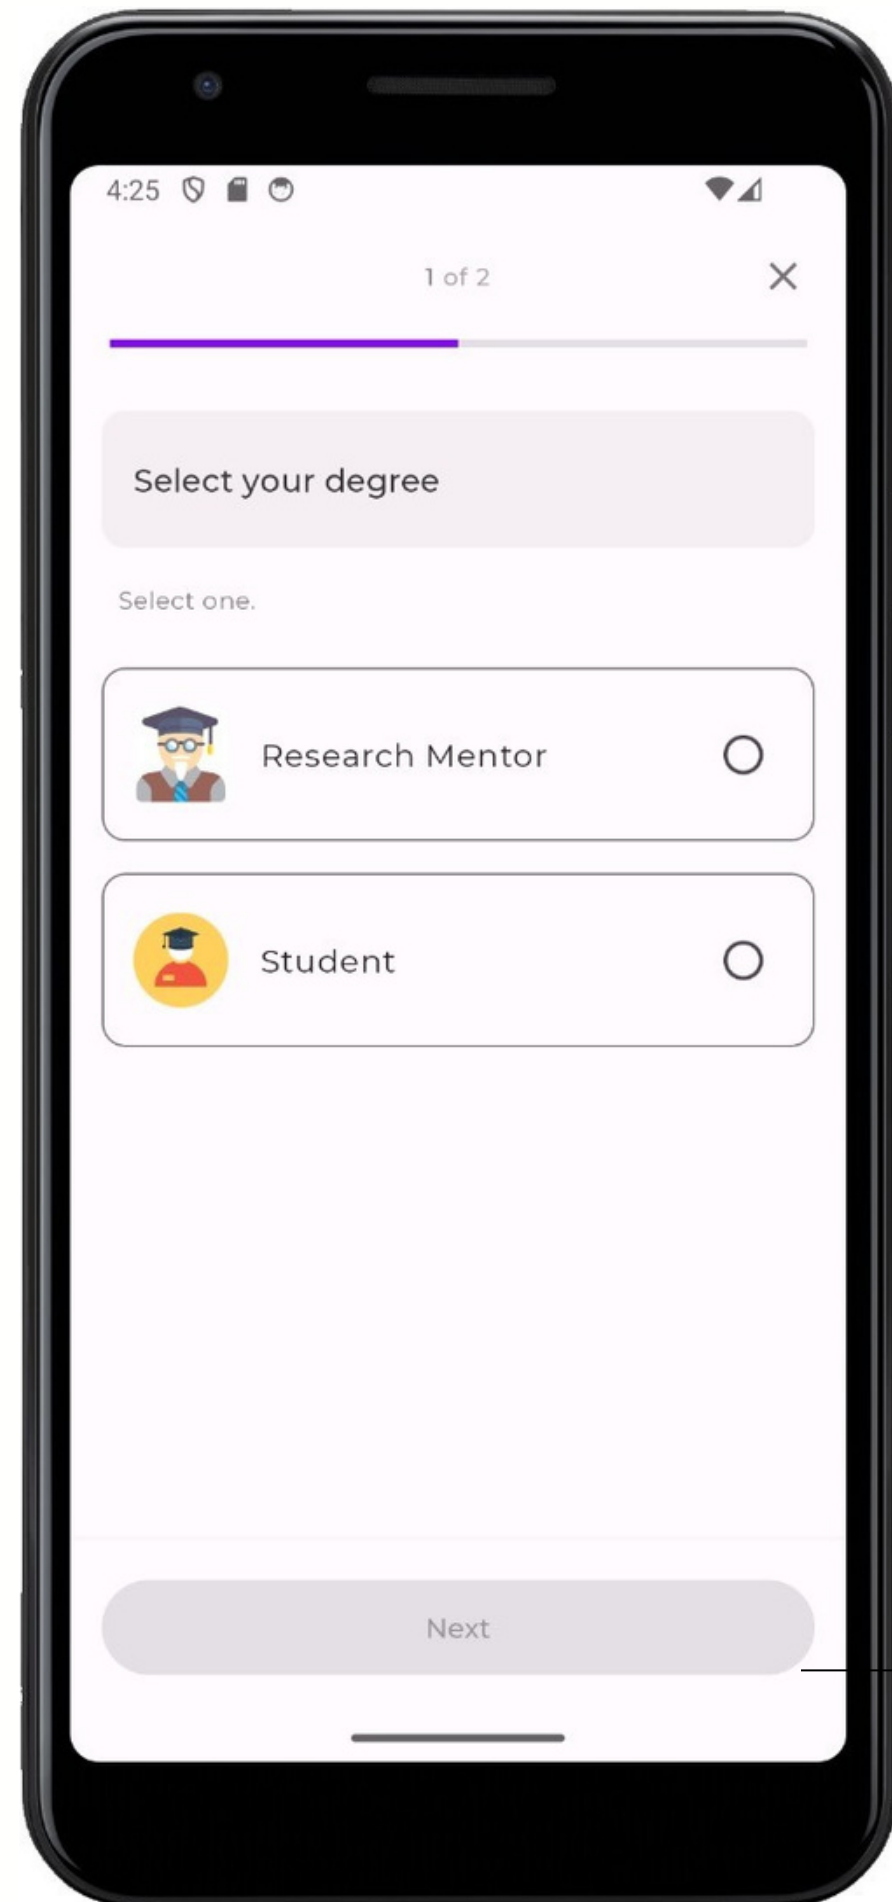 4:25
1 of 2
Select your degree
Select one.
Research Mentor
Student
Next